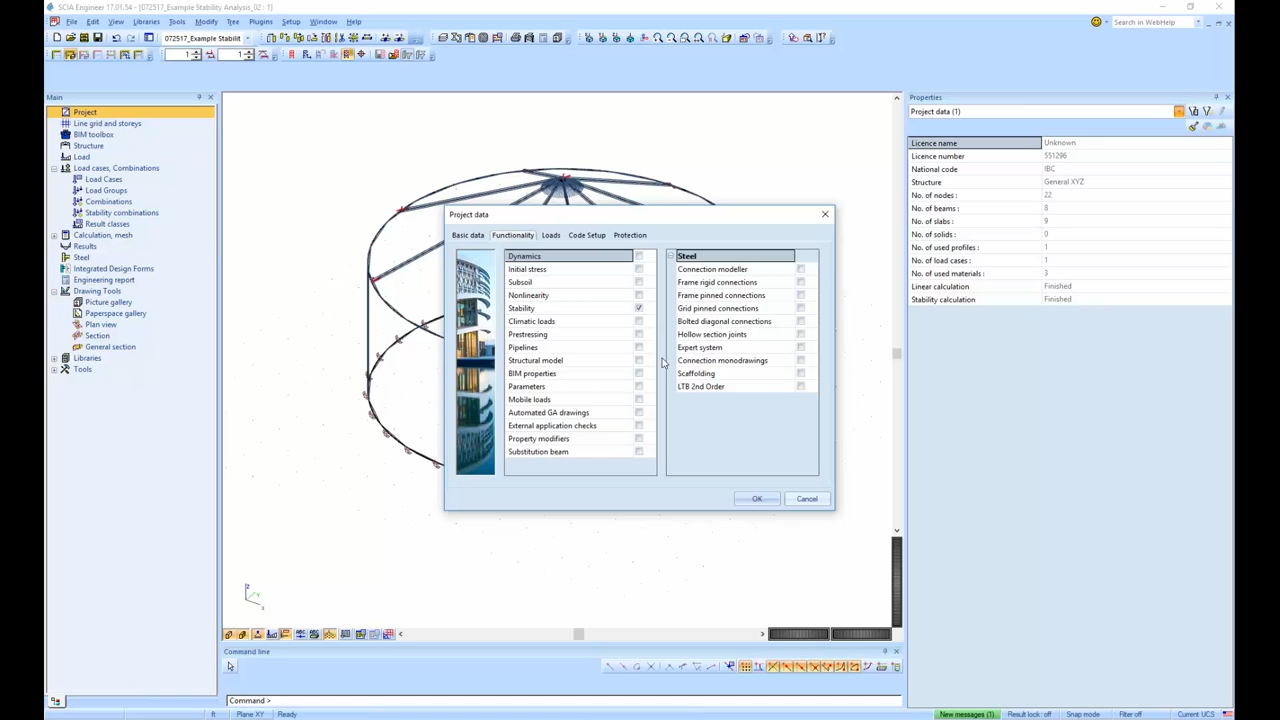 SCIA Engineer 17.01.54 - [072517_Example Stability Analysis_02 : 1]
File Edit View Libraries Tools Modify Tree Plugins Setup Window Help
Search in WebHelp
072517_Example Stabilit
1 1
Main
Project
Line grid and storeys
BIM toolbox
Structure
Load
Load cases, Combinations
Load Cases
Load Groups
Combinations
Stability combinations
Result classes
Calculation, mesh
Results
Steel
Integrated Design Forms
Engineering report
Drawing Tools
Picture gallery
Paperspace gallery
Plan view
Section
General section
Libraries
Tools
Project data
Basic data Functionality Loads Code Setup Protection
Dynamics
Initial stress
Subsoil
Nonlinearity
Stability
Climatic loads
Prestressing
Pipelines
Structural model
BIM properties
Parameters
Mobile loads
Automated GA drawings
External application checks
Property modifiers
Substitution beam
Steel
Connection modeller
Frame rigid connections
Frame pinned connections
Grid pinned connections
Bolted diagonal connections
Hollow section joints
Expert system
Connection monodrawings
Scaffolding
LTB 2nd Order
OK Cancel
Properties
Project data (1)
Licence name Unknown
Licence number 551296
National code IBC
Structure General XYZ
No. of nodes : 22
No. of beams : 8
No. of slabs : 9
No. of solids : 0
No. of used profiles : 1
No. of load cases : 1
No. of used materials : 3
Linear calculation Finished
Stability calculation Finished
Z
Y
X
Command line
Command >
ft Plane XY Ready New messages (1) Result lock: off Snap mode Filter off Current UCS